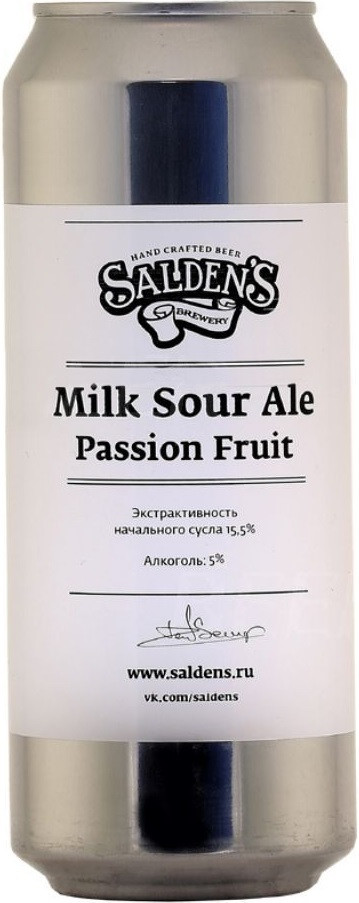 HAND CRAFTED BEER
SALDEN'S
BREWERY
Milk Sour Ale
Passion Fruit
Экстрактивность
начального сусла 15,5%
Алкоголь: 5%
www.saldens.ru
vk.com/saldens